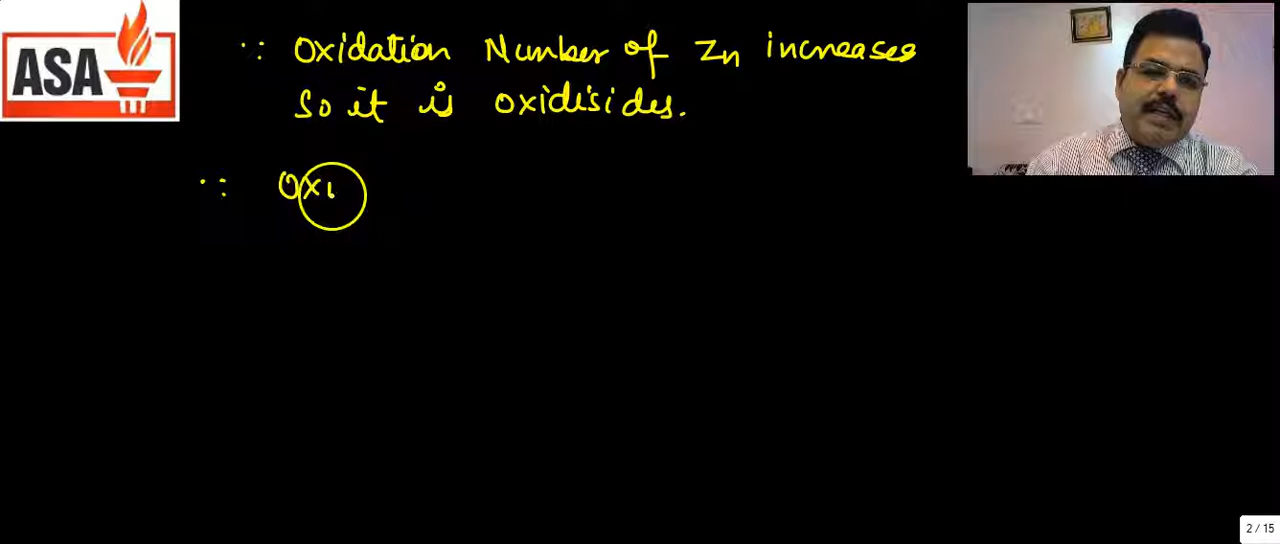 ASA
∵ Oxidation Number of Zn increases
So it is oxidisides.
∵ Oxi
2 / 15